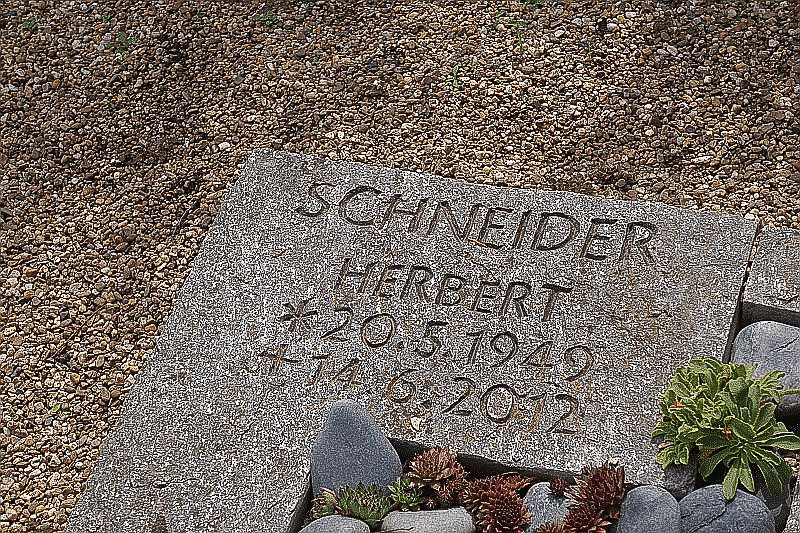 SCHNEIDER
HERBERT
* 20.5.1949
† 14.6.2012